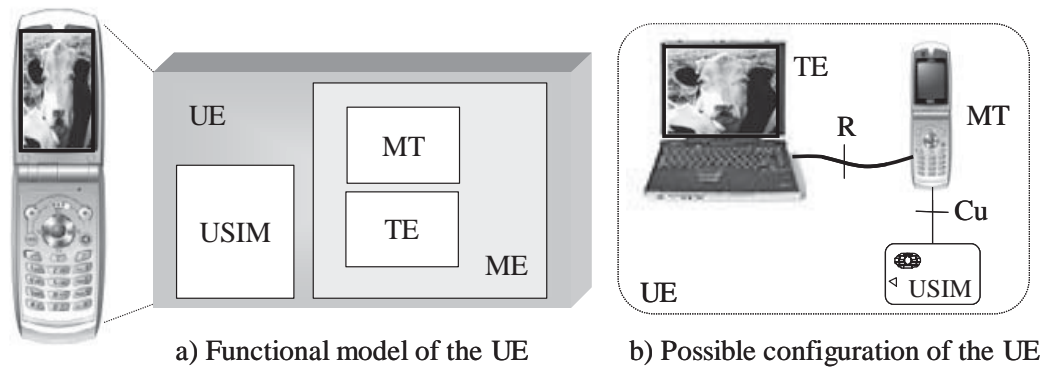 UE
MT
USIM
TE
ME
a) Functional model of the UE
TE
R
MT
Cu
USIM
UE
b) Possible configuration of the UE